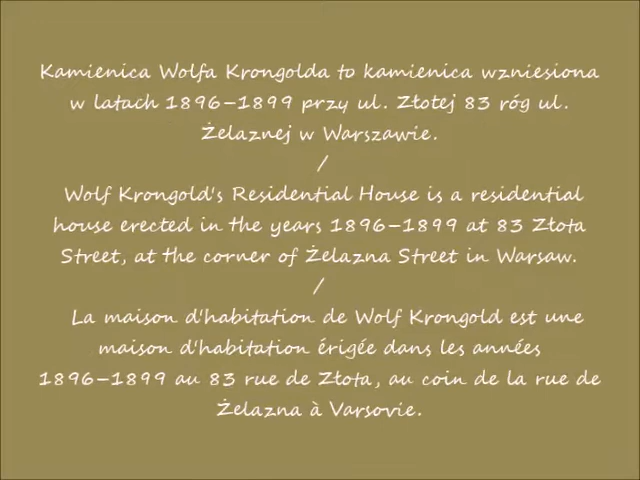 Kamienica Wolfa Krongolda to kamienica wzniesiona
w latach 1896–1899 przy ul. Złotej 83 róg ul.
Żelaznej w Warszawie.
/
Wolf Krongold's Residential House is a residential
house erected in the years 1896–1899 at 83 Złota
Street, at the corner of Żelazna Street in Warsaw.
/
La maison d'habitation de Wolf Krongold est une
maison d'habitation érigée dans les années
1896–1899 au 83 rue de Złota, au coin de la rue de
Żelazna à Varsovie.